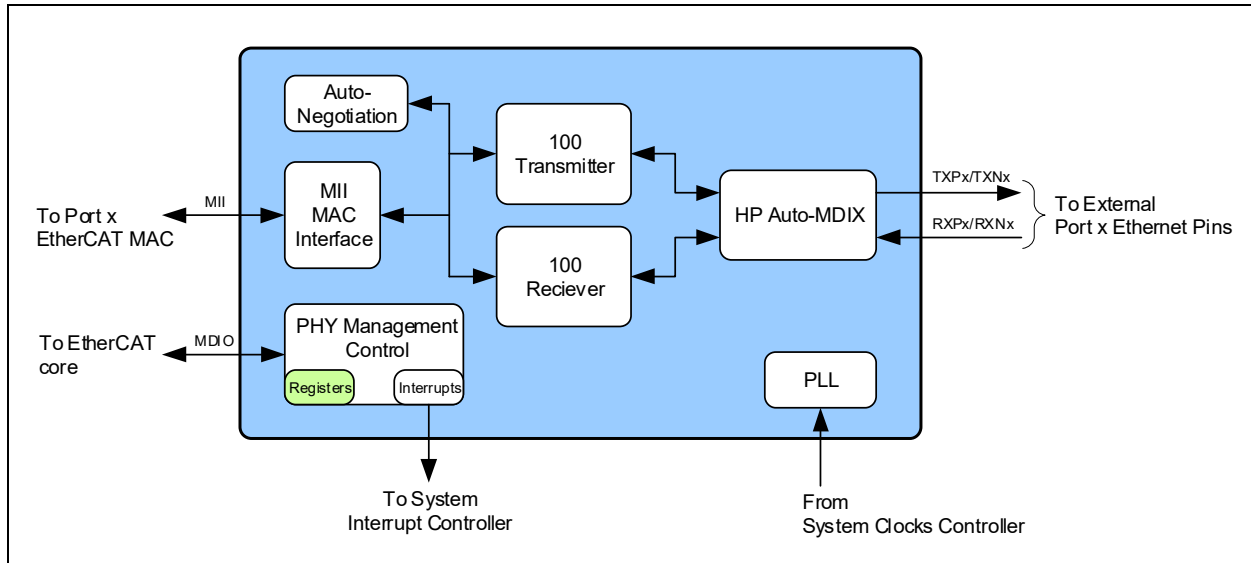 Auto-
Negotiation
100
Transmitter
MII
To Port x
EtherCAT MAC
MII
MAC
Interface
HP Auto-MDIX
TXPx/TXNx
RXPx/RXNx
To External
Port x Ethernet Pins
100
Reciever
To EtherCAT
core
MDIO
PHY Management
Control
Registers
Interrupts
PLL
To System
Interrupt Controller
From
System Clocks Controller